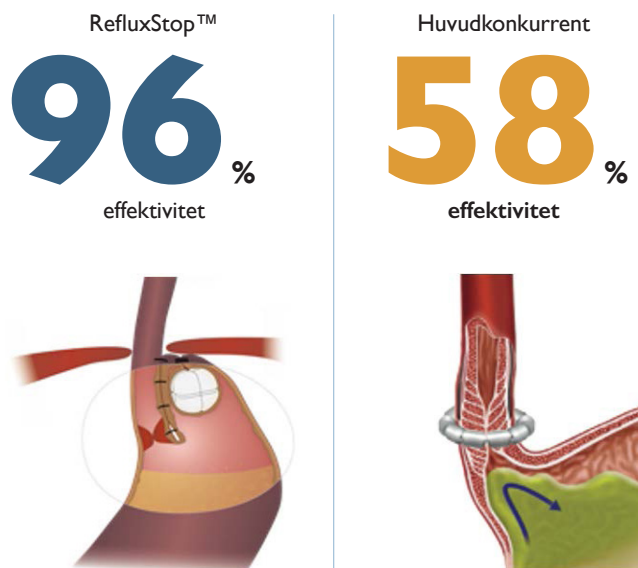 RefluxStop™
96 %
effektivitet
Huvudkonkurrent
58 %
effektivitet